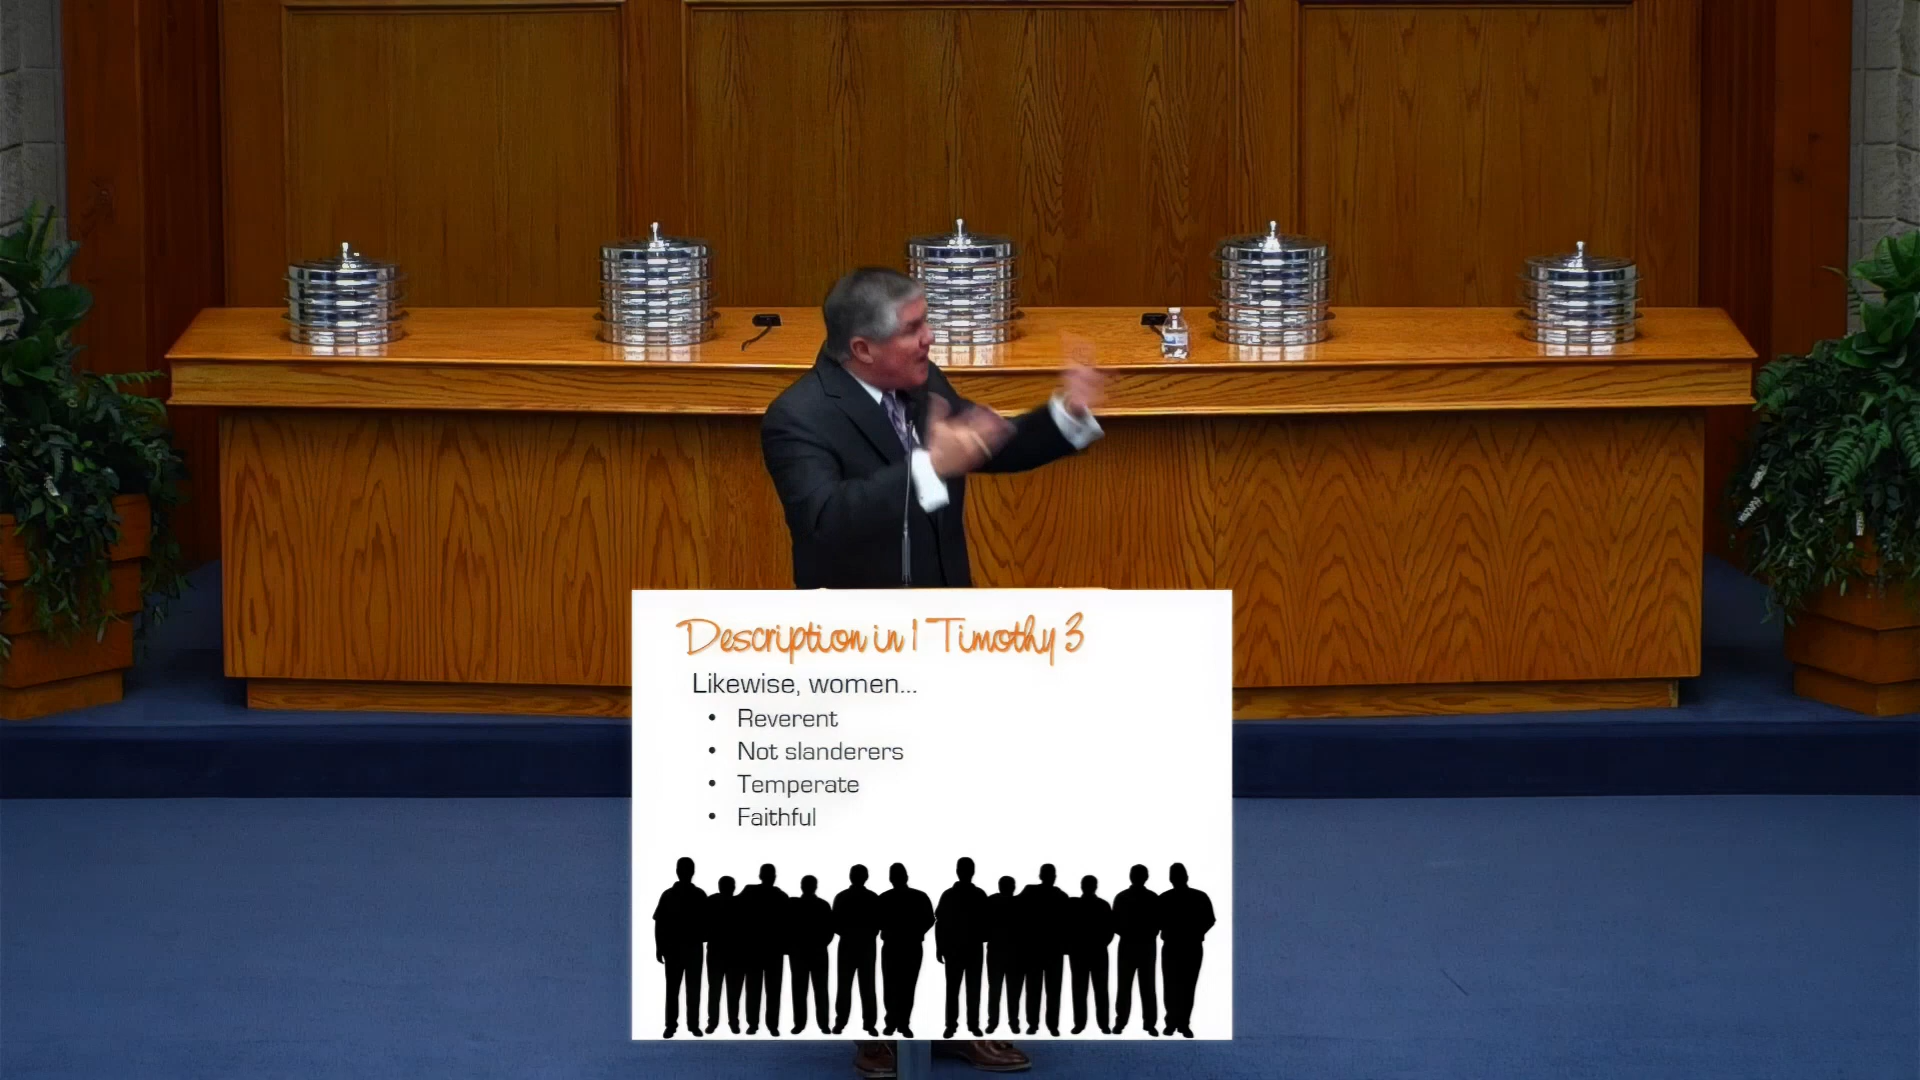 Description in 1 Timothy 3
Likewise, women...
• Reverent
• Not slanderers
• Temperate
• Faithful